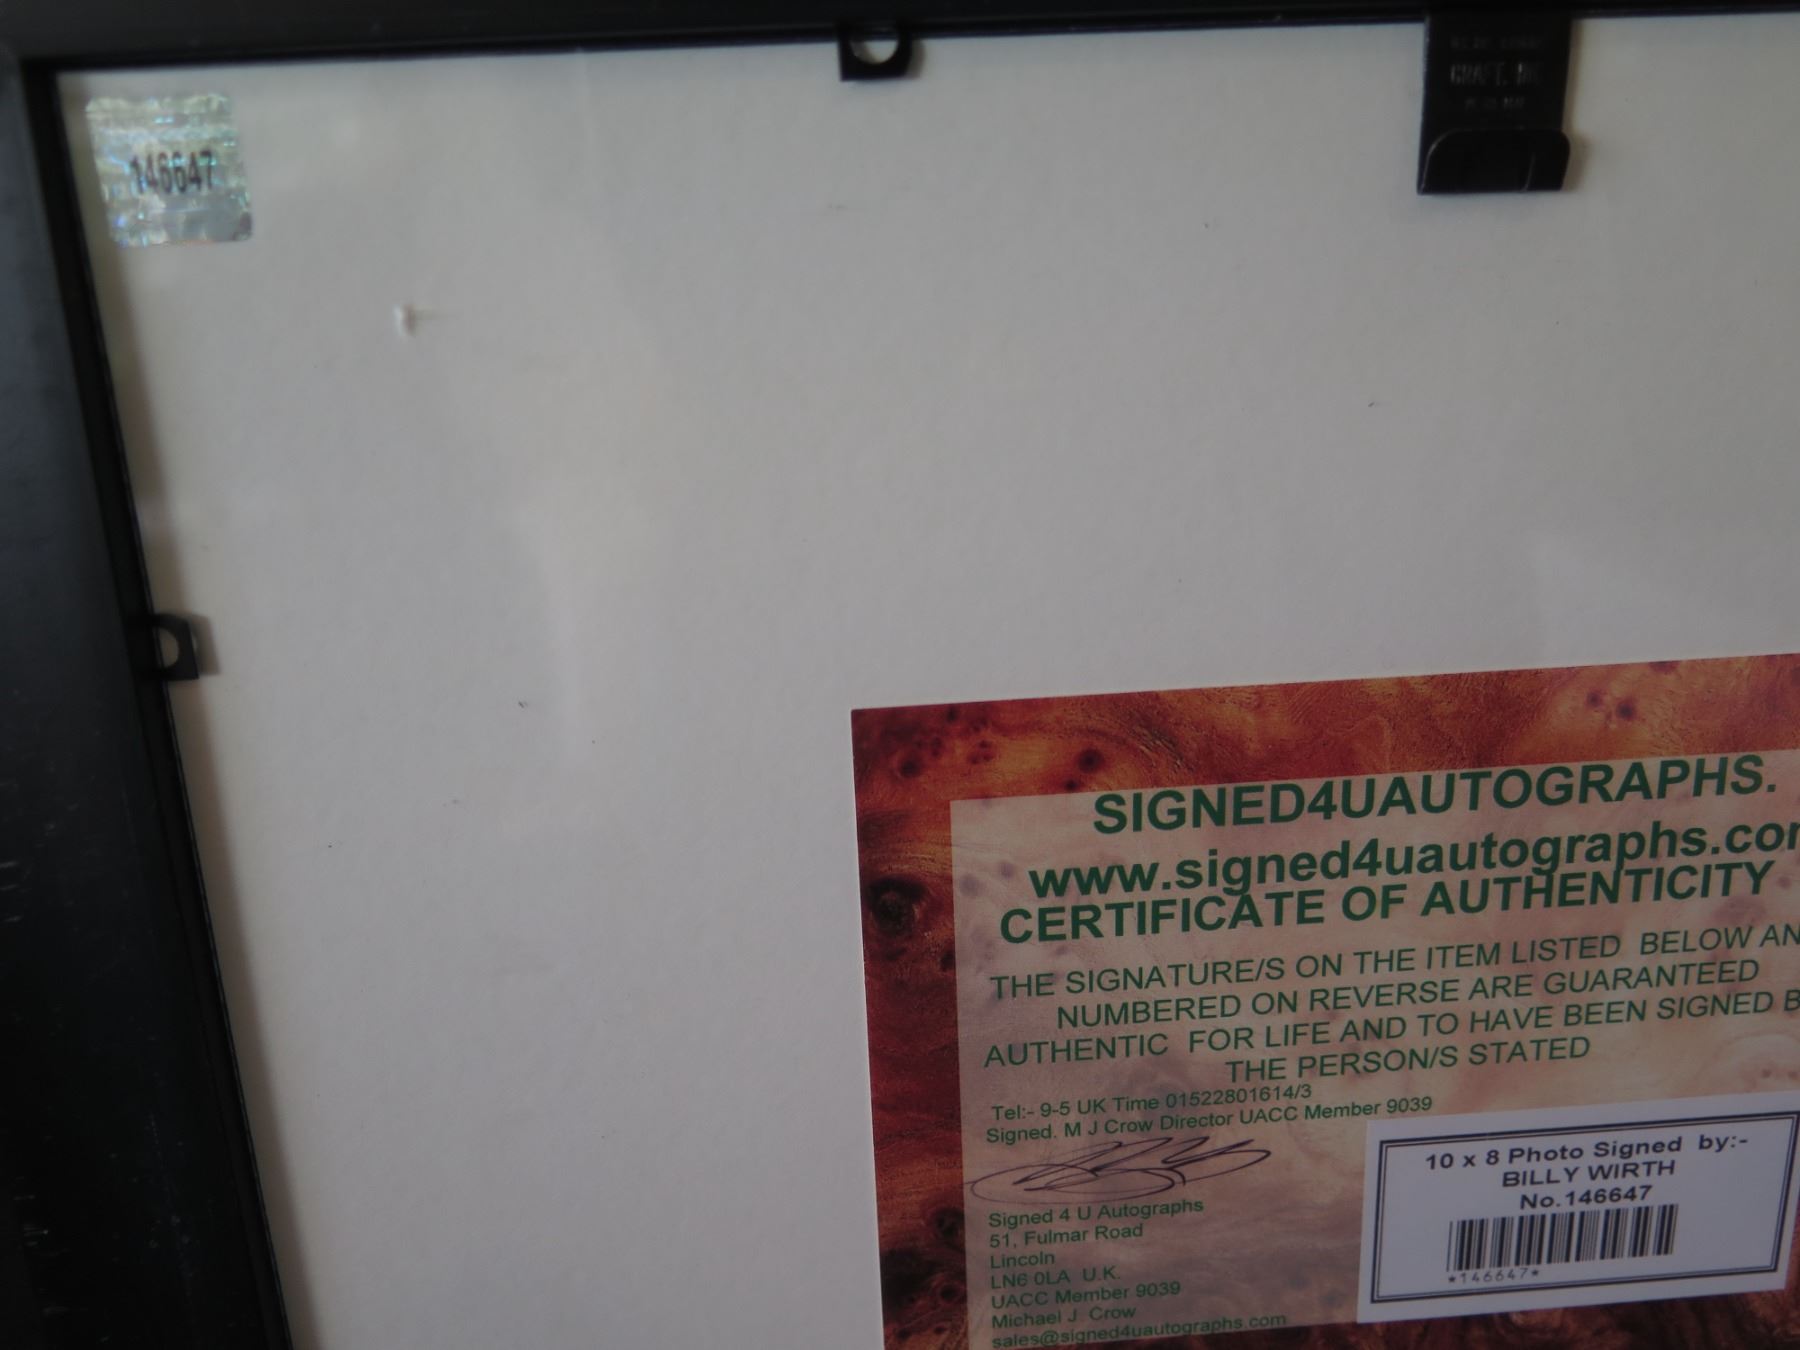 146647
CRAFT. INC
SIGNED4UAUTOGRAPHS.
www.signed4uautographs.com
CERTIFICATE OF AUTHENTICITY
THE SIGNATURE/S ON THE ITEM LISTED BELOW AN
NUMBERED ON REVERSE ARE GUARANTEED
AUTHENTIC FOR LIFE AND TO HAVE BEEN SIGNED B
THE PERSON/S STATED
Tel:- 9-5 UK Time 01522801614/3
Signed. M J Crow Director UACC Member 9039
Signed 4 U Autographs
51, Fulmar Road
Lincoln
LN6 0LA U.K.
UACC Member 9039
Michael J. Crow
sales@signed4uautographs.com
10 x 8 Photo Signed by:-
BILLY WIRTH
No.146647
*146647*